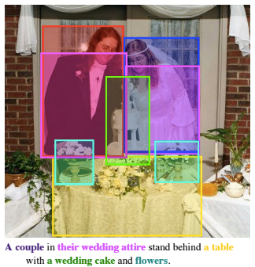 A couple in their wedding attire stand behind a table
with a wedding cake and flowers.